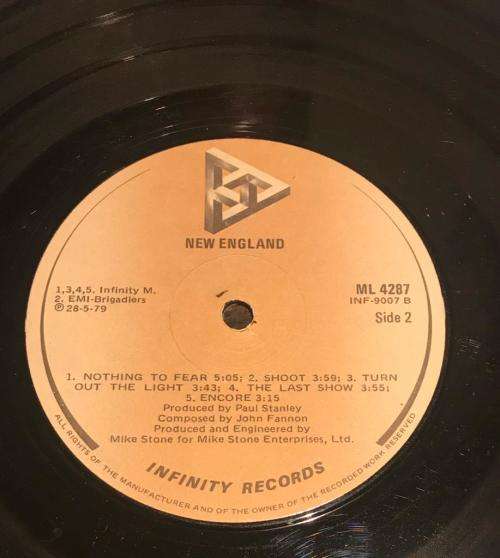 NEW ENGLAND
1,3,4,5. Infinity M.
2. EMI-Brigadiers
℗ 28-5-79
ML 4287
INF-9007 B
Side 2
1. NOTHING TO FEAR 5:05; 2, SHOOT 3:59; 3. TURN
OUT THE LIGHT 3:43; 4. THE LAST SHOW 3:55;
5. ENCORE 3:15
Produced by Paul Stanley
Composed by John Fannon
Produced and Engineered by
Mike Stone for Mike Stone Enterprises, Ltd.
INFINITY RECORDS
ALL RIGHTS OF THE MANUFACTURER AND OF THE OWNER OF THE RECORDED WORK RESERVED